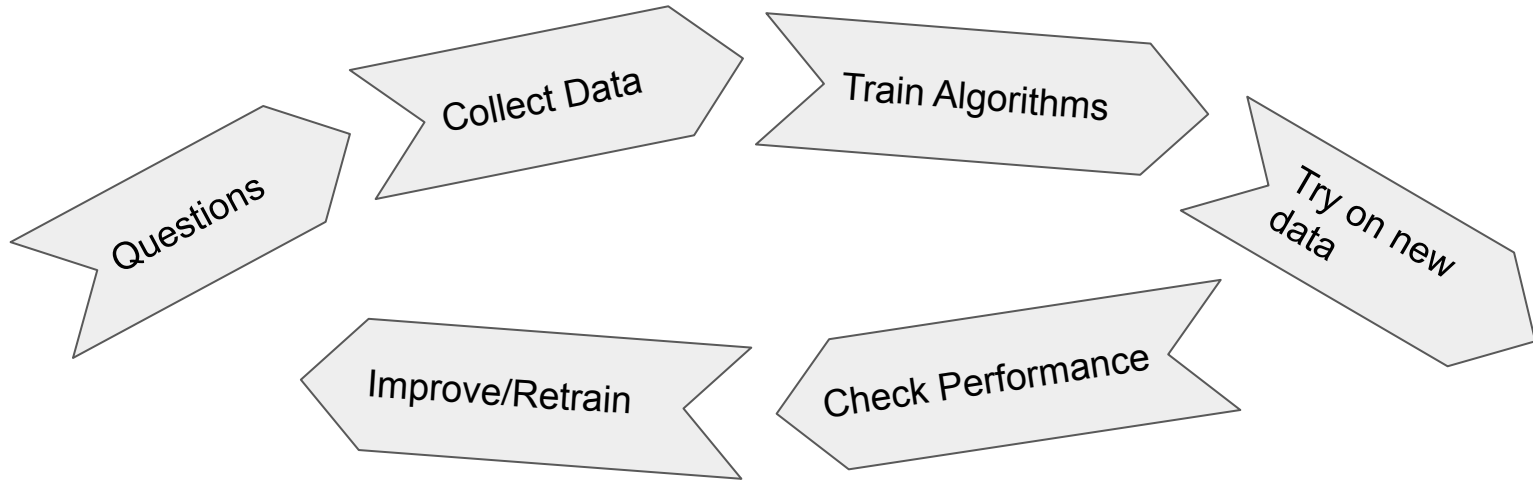 Questions
Collect Data
Train Algorithms
Try on new
data
Check Performance
Improve/Retrain